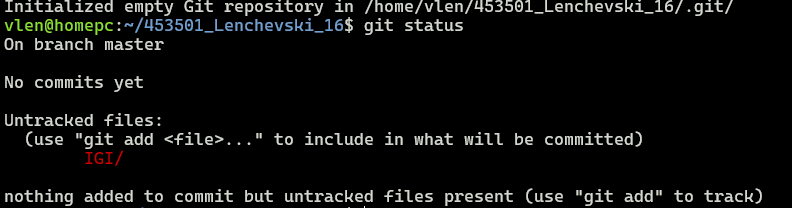 Initialized empty Git repository in /home/vlen/453501_Lenchevski_16/.git/
vlen@homepc:~/453501_Lenchevski_16$ git status
On branch master
No commits yet
Untracked files:
(use "git add <file>..." to include in what will be committed)
IGI/
nothing added to commit but untracked files present (use "git add" to track)